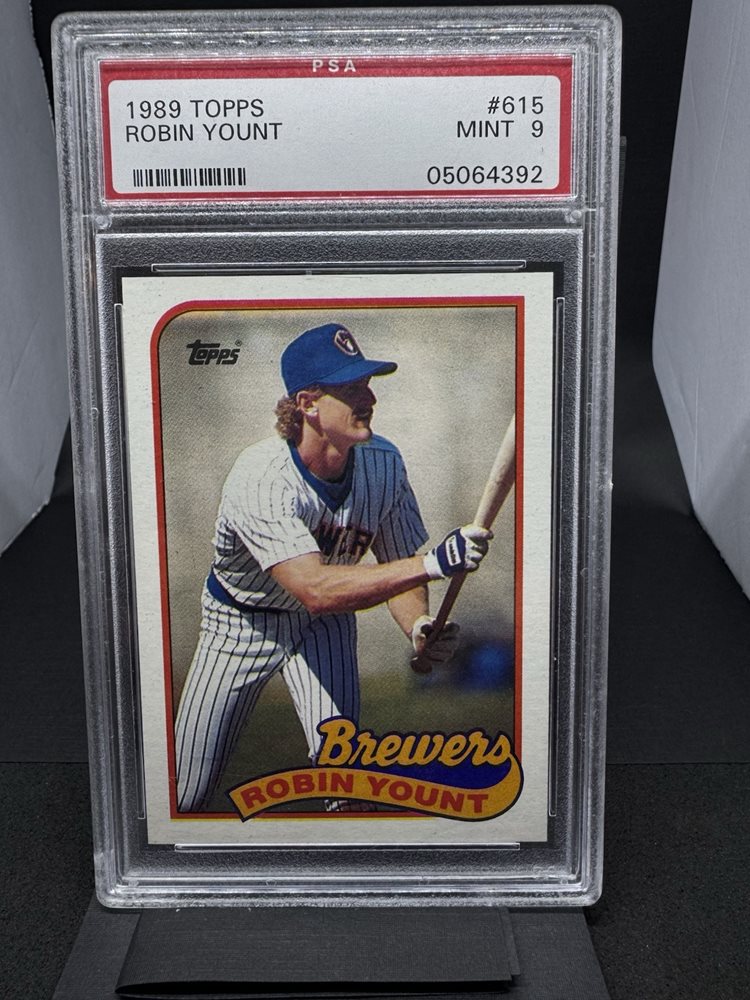 PSA
1989 TOPPS #615
ROBIN YOUNT MINT 9
05064392
Topps
Brewers
ROBIN YOUNT